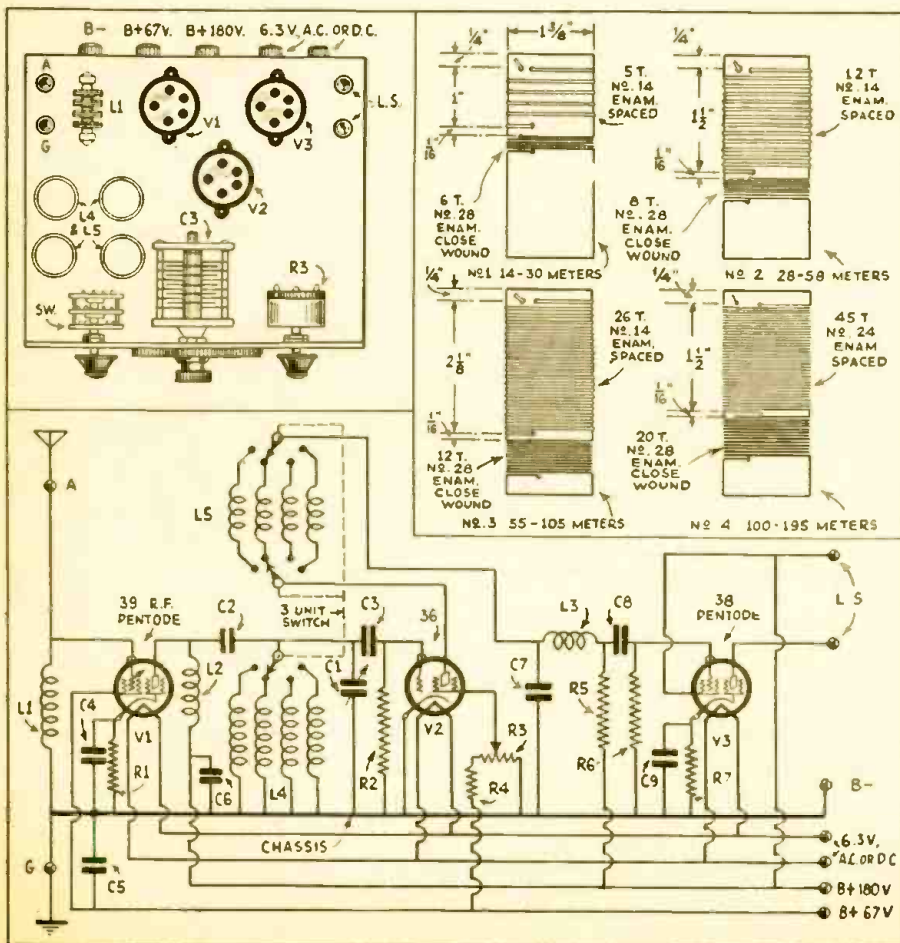 B- B+67V. B+180V. 6.3 V. A.C. OR D.C.
A
L1
L.S.
G
V1
V3
V2
L4
& L5
C3
R3
SW.
1/4"
1 3/8"
1"
1/16"
5 T.
No. 14
ENAM.
SPACED
6 T.
No. 28
ENAM.
CLOSE
WOUND
No.1 14-30 METERS
1/4"
1 1/2"
1/16"
12 T
No. 14
ENAM.
SPACED
8 T.
No. 28
ENAM.
CLOSE
WOUND
No. 2 28-58 METERS
1/4"
2 1/8"
1/16"
26 T.
No. 14
ENAM.
SPACED
12 T.
No. 28
ENAM.
CLOSE
WOUND
No. 3 55-105 METERS
1/4"
1 1/2"
1/16"
45 T
No. 24
ENAM
SPACED
20 T.
No. 28
ENAM.
CLOSE
WOUND
No 4 100-195 METERS
A
L5
3 UNIT
SWITCH
39 R.F.
PENTODE
C2
C3
36
L3
C8
38
PENTODE
L S
L1
C4
V1
R1
L2
C6
L4
C1
R2
V2
R3
R4
C7
R5
R6
C9
V3
R7
B-
CHASSIS
G
C5
6.3V.
A.C. OR D.C.
B+180V
B+ 67 V